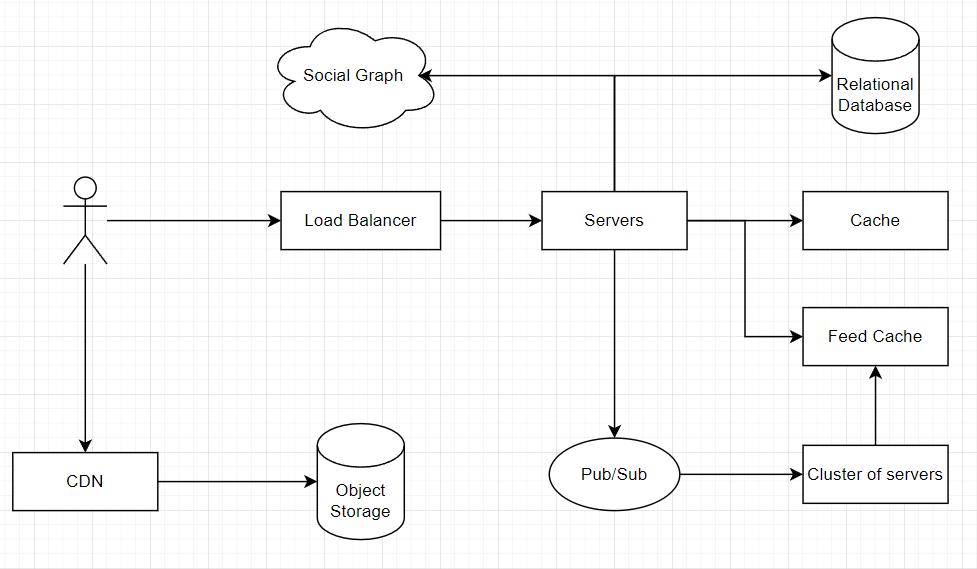 Social Graph
Relational
Database
Load Balancer
Servers
Cache
Feed Cache
CDN
Object
Storage
Pub/Sub
Cluster of servers